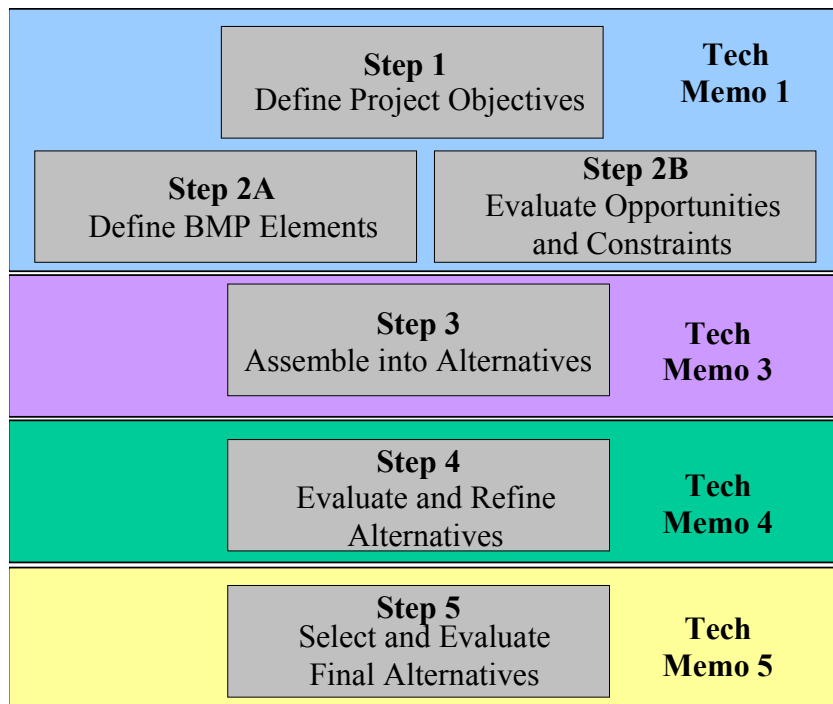 Step 1
Define Project Objectives
Tech
Memo 1
Step 2A
Define BMP Elements
Step 2B
Evaluate Opportunities
and Constraints
Step 3
Assemble into Alternatives
Tech
Memo 3
Step 4
Evaluate and Refine
Alternatives
Tech
Memo 4
Step 5
Select and Evaluate
Final Alternatives
Tech
Memo 5